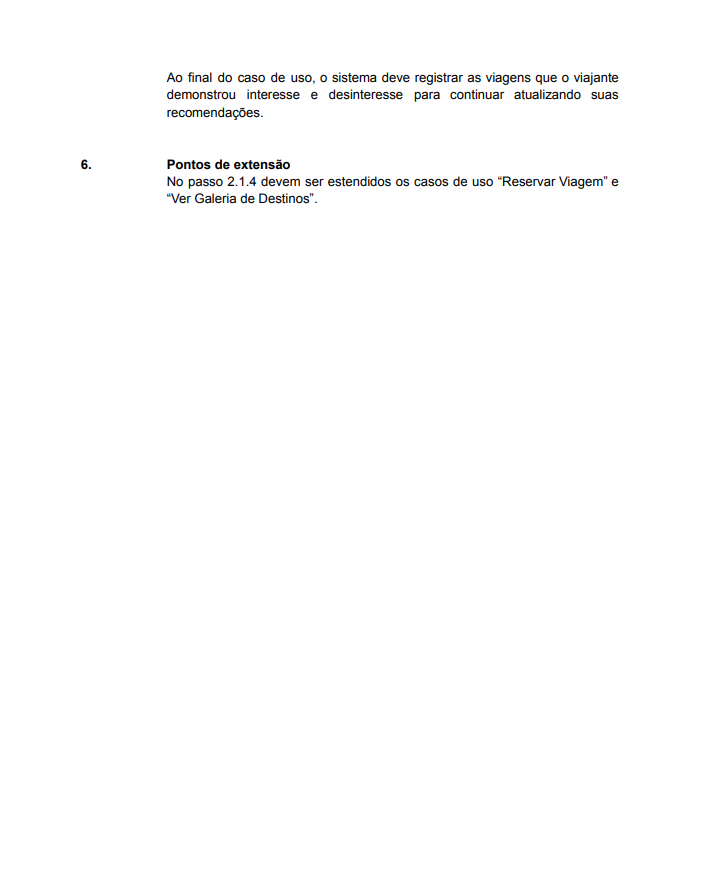 Ao final do caso de uso, o sistema deve registrar as viagens que o viajante
demonstrou interesse e desinteresse para continuar atualizando suas
recomendações.
6. Pontos de extensão
No passo 2.1.4 devem ser estendidos os casos de uso “Reservar Viagem” e
“Ver Galeria de Destinos”.